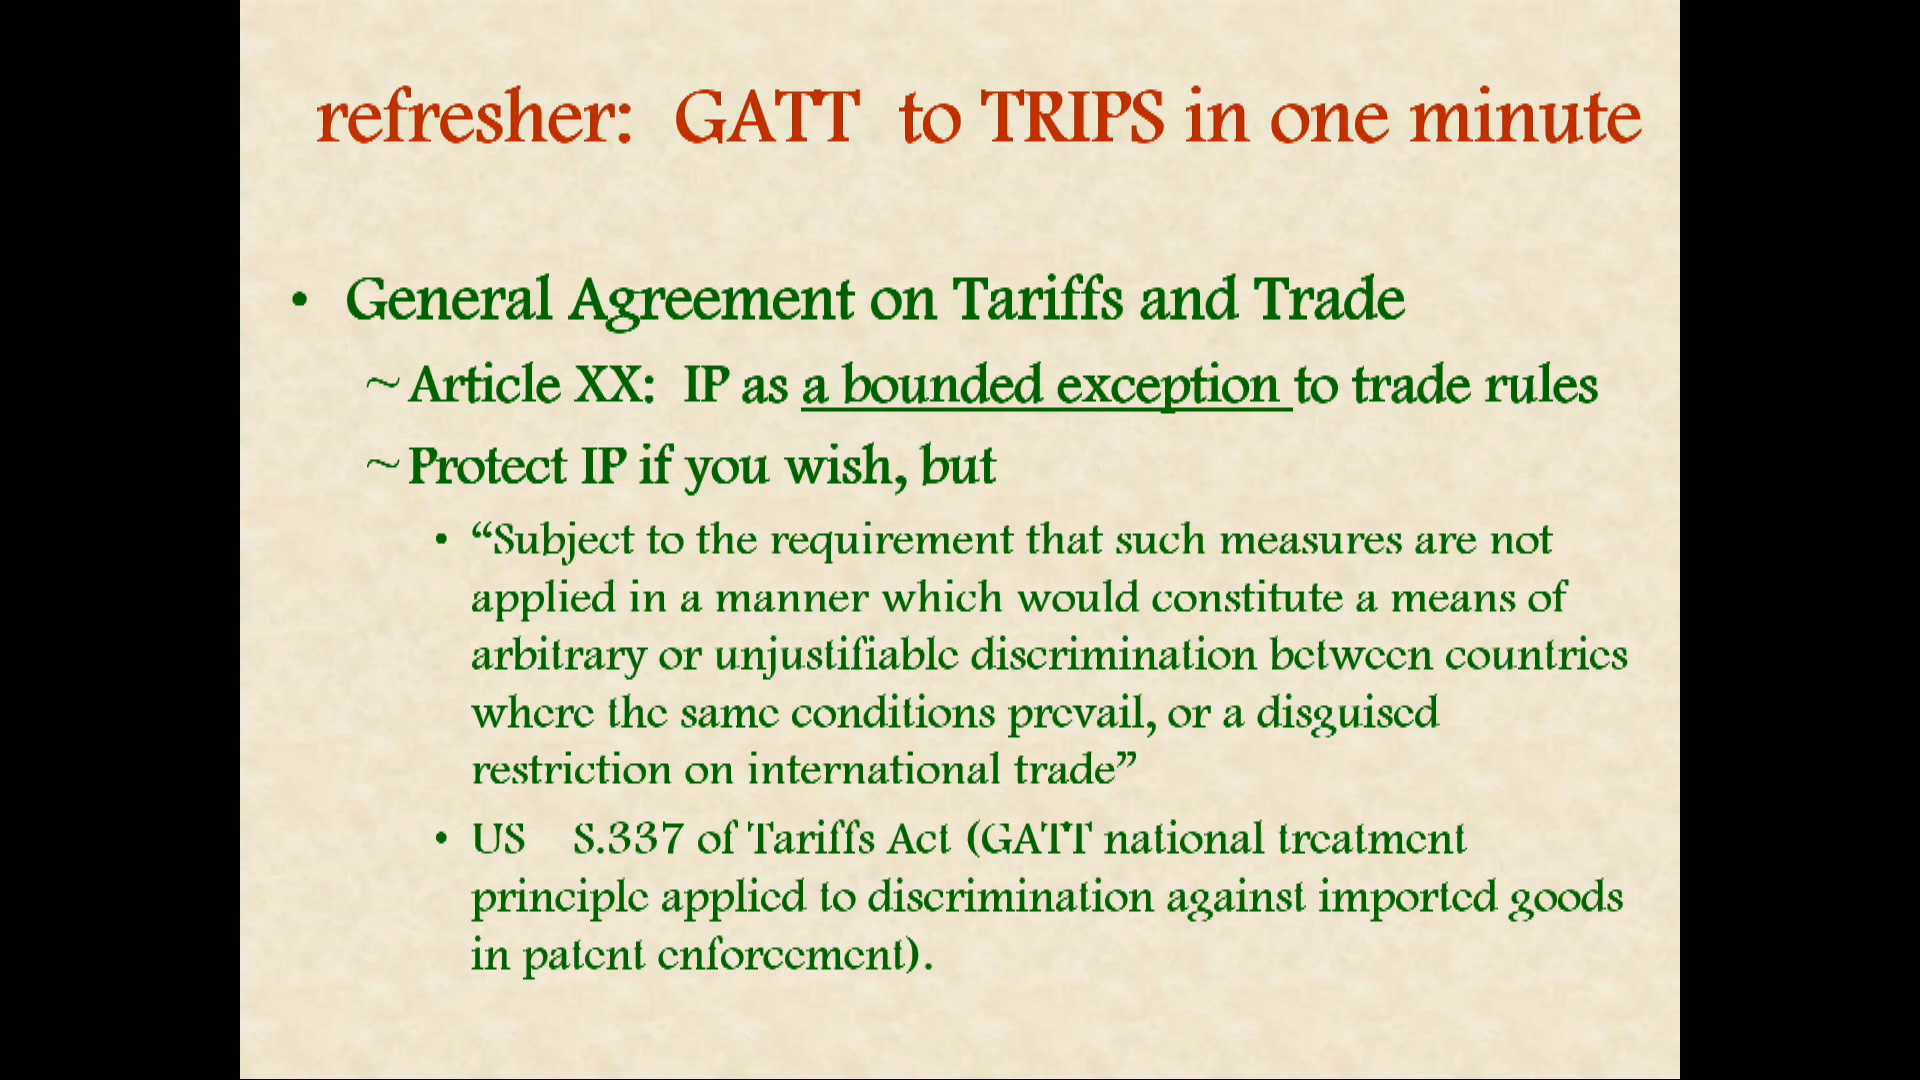 refresher: GATT to TRIPS in one minute
• General Agreement on Tariffs and Trade
~ Article XX: IP as a bounded exception to trade rules
~ Protect IP if you wish, but
• “Subject to the requirement that such measures are not
applied in a manner which would constitute a means of
arbitrary or unjustifiable discrimination between countries
where the same conditions prevail, or a disguised
restriction on international trade”
• US S.337 of Tariffs Act (GATT national treatment
principle applied to discrimination against imported goods
in patent enforcement).